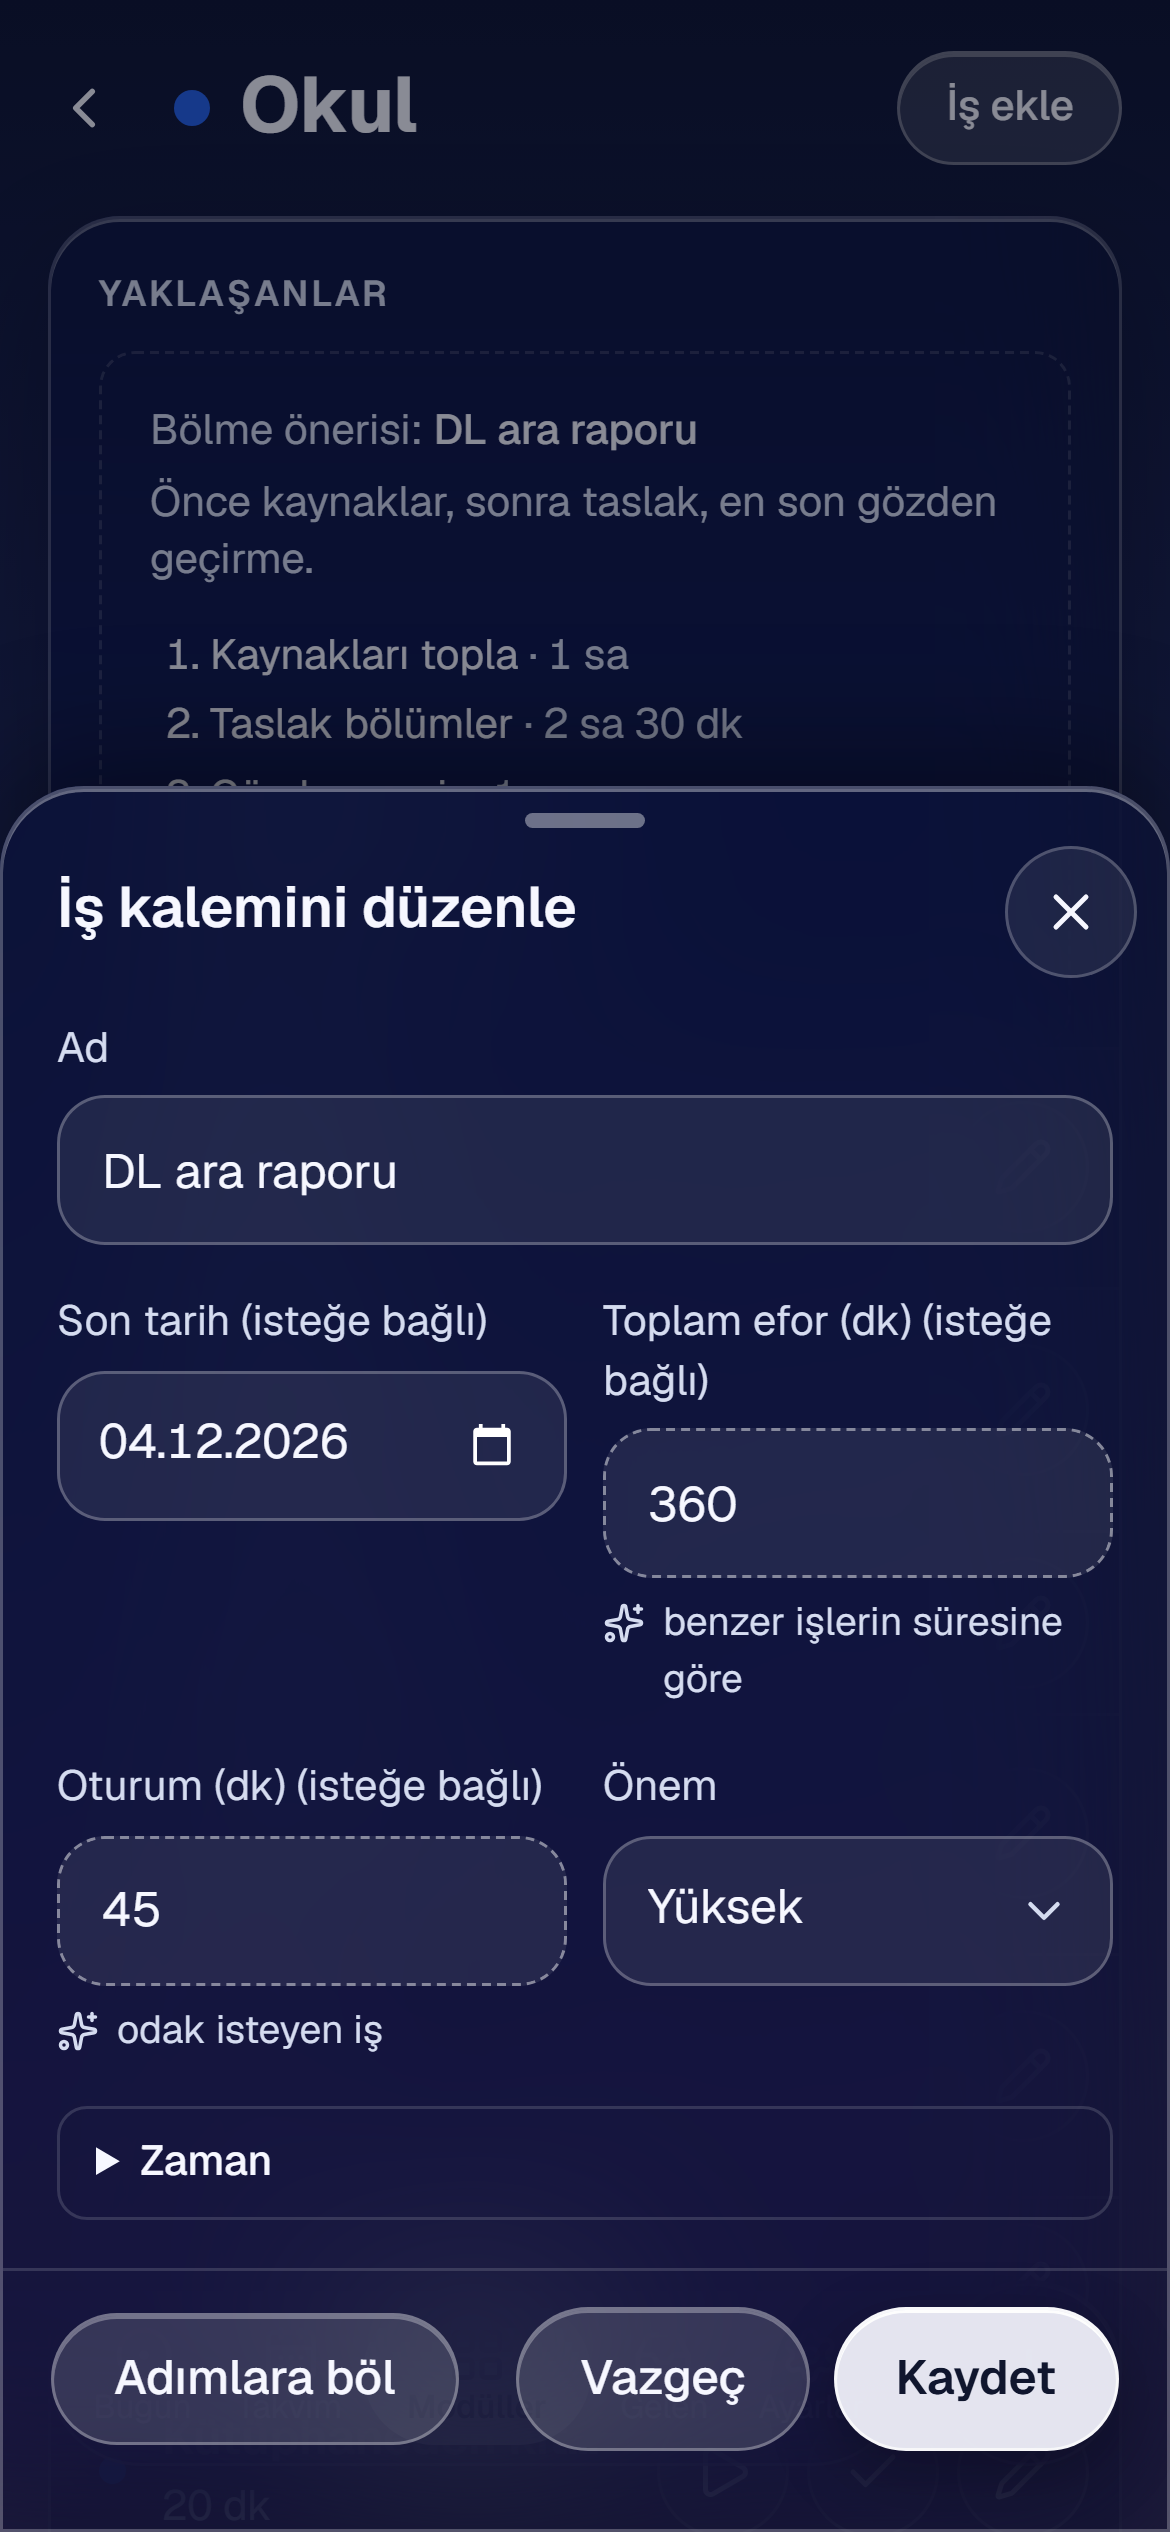 Okul
İş ekle
YAKLAŞANLAR
Bölme önerisi: DL ara raporu
Önce kaynaklar, sonra taslak, en son gözden
geçirme.
1. Kaynakları topla · 1 sa
2. Taslak bölümler · 2 sa 30 dk
İş kalemini düzenle
Ad
DL ara raporu
Son tarih (isteğe bağlı)
Toplam efor (dk) (isteğe
bağlı)
04.12.2026
360
benzer işlerin süresine
göre
Oturum (dk) (isteğe bağlı)
Önem
45
Yüksek
odak isteyen iş
Zaman
Adımlara böl
Vazgeç
Kaydet
20 dk